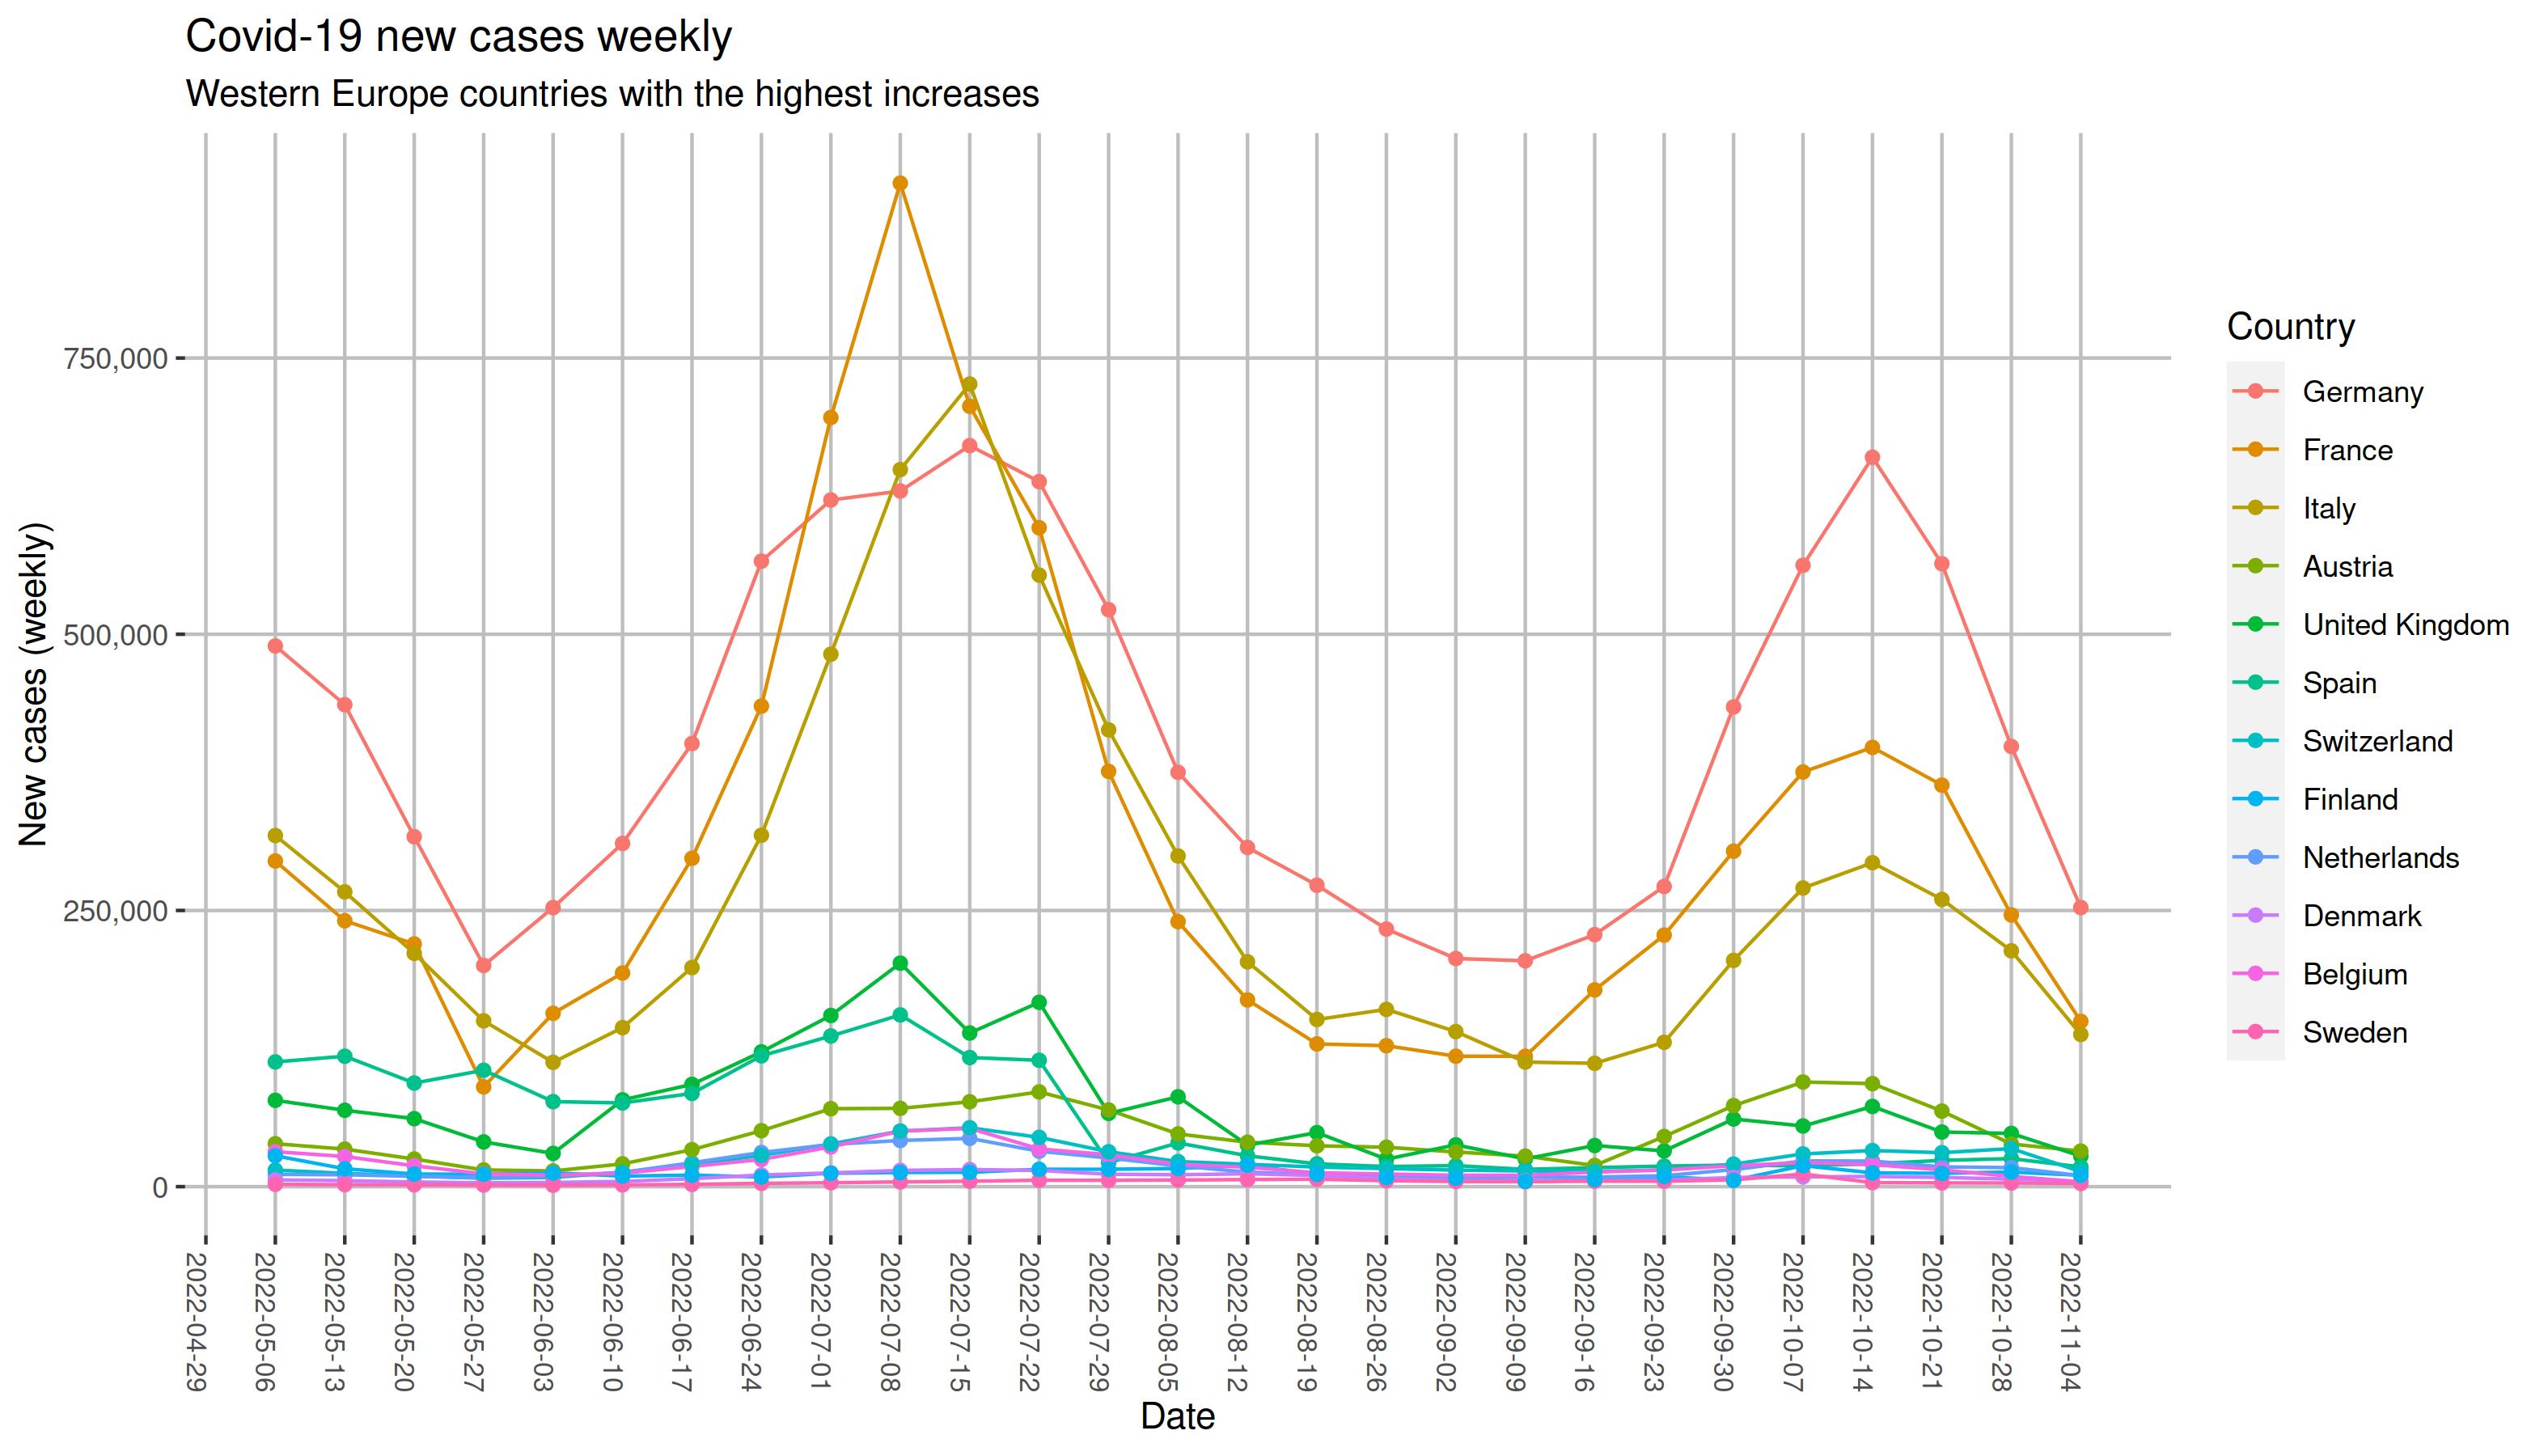 Covid-19 new cases weekly
Western Europe countries with the highest increases
New cases (weekly)
750,000
500,000
250,000
0
2022-04-29
2022-05-06
2022-05-13
2022-05-20
2022-05-27
2022-06-03
2022-06-10
2022-06-17
2022-06-24
2022-07-01
2022-07-08
2022-07-15
2022-07-22
2022-07-29
2022-08-05
2022-08-12
2022-08-19
2022-08-26
2022-09-02
2022-09-09
2022-09-16
2022-09-23
2022-09-30
2022-10-07
2022-10-14
2022-10-21
2022-10-28
2022-11-04
Date
Country
Germany
France
Italy
Austria
United Kingdom
Spain
Switzerland
Finland
Netherlands
Denmark
Belgium
Sweden